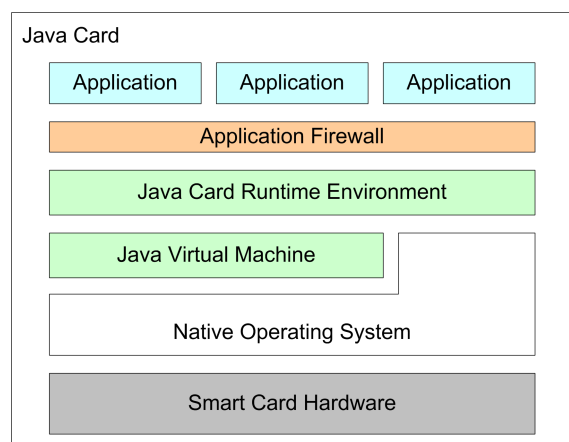 Java Card
Application Application Application
Application Firewall
Java Card Runtime Environment
Java Virtual Machine
Native Operating System
Smart Card Hardware